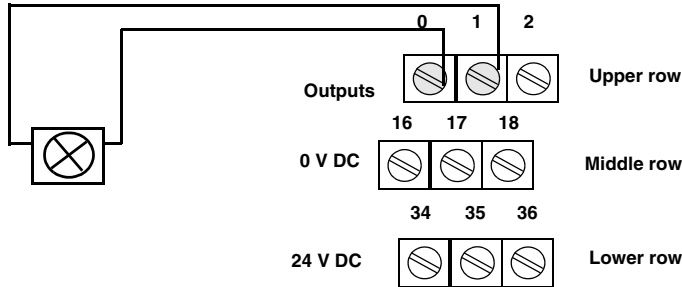 0 1 2
Outputs Upper row
16 17 18
0 V DC Middle row
34 35 36
24 V DC Lower row